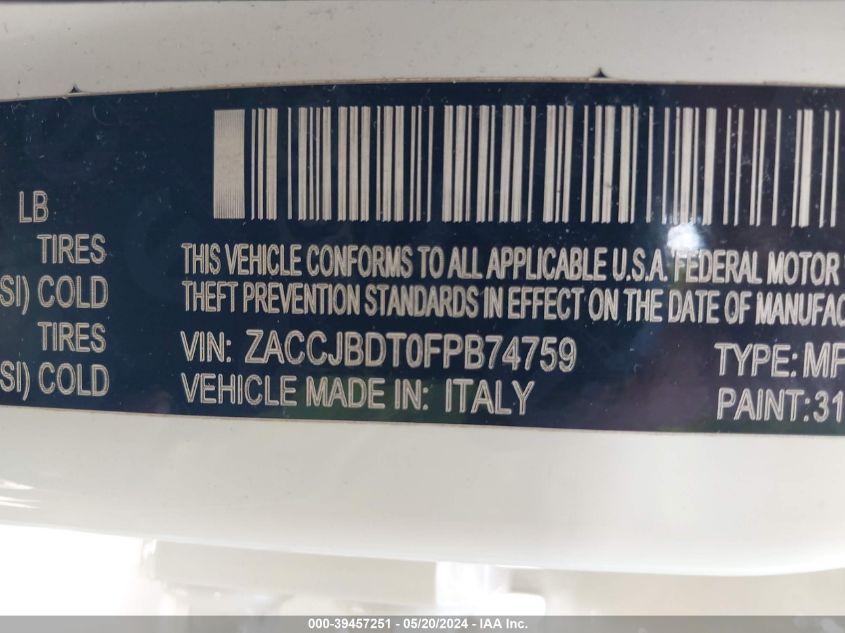 LB
TIRES
SI) COLD
TIRES
SI) COLD
THIS VEHICLE CONFORMS TO ALL APPLICABLE U.S.A. FEDERAL MOTOR
THEFT PREVENTION STANDARDS IN EFFECT ON THE DATE OF MANUFAC
VIN: ZACCJBDT0FPB74759 TYPE: MP
VEHICLE MADE IN: ITALY PAINT: 31
000-39457251 - 05/20/2024 - IAA Inc.